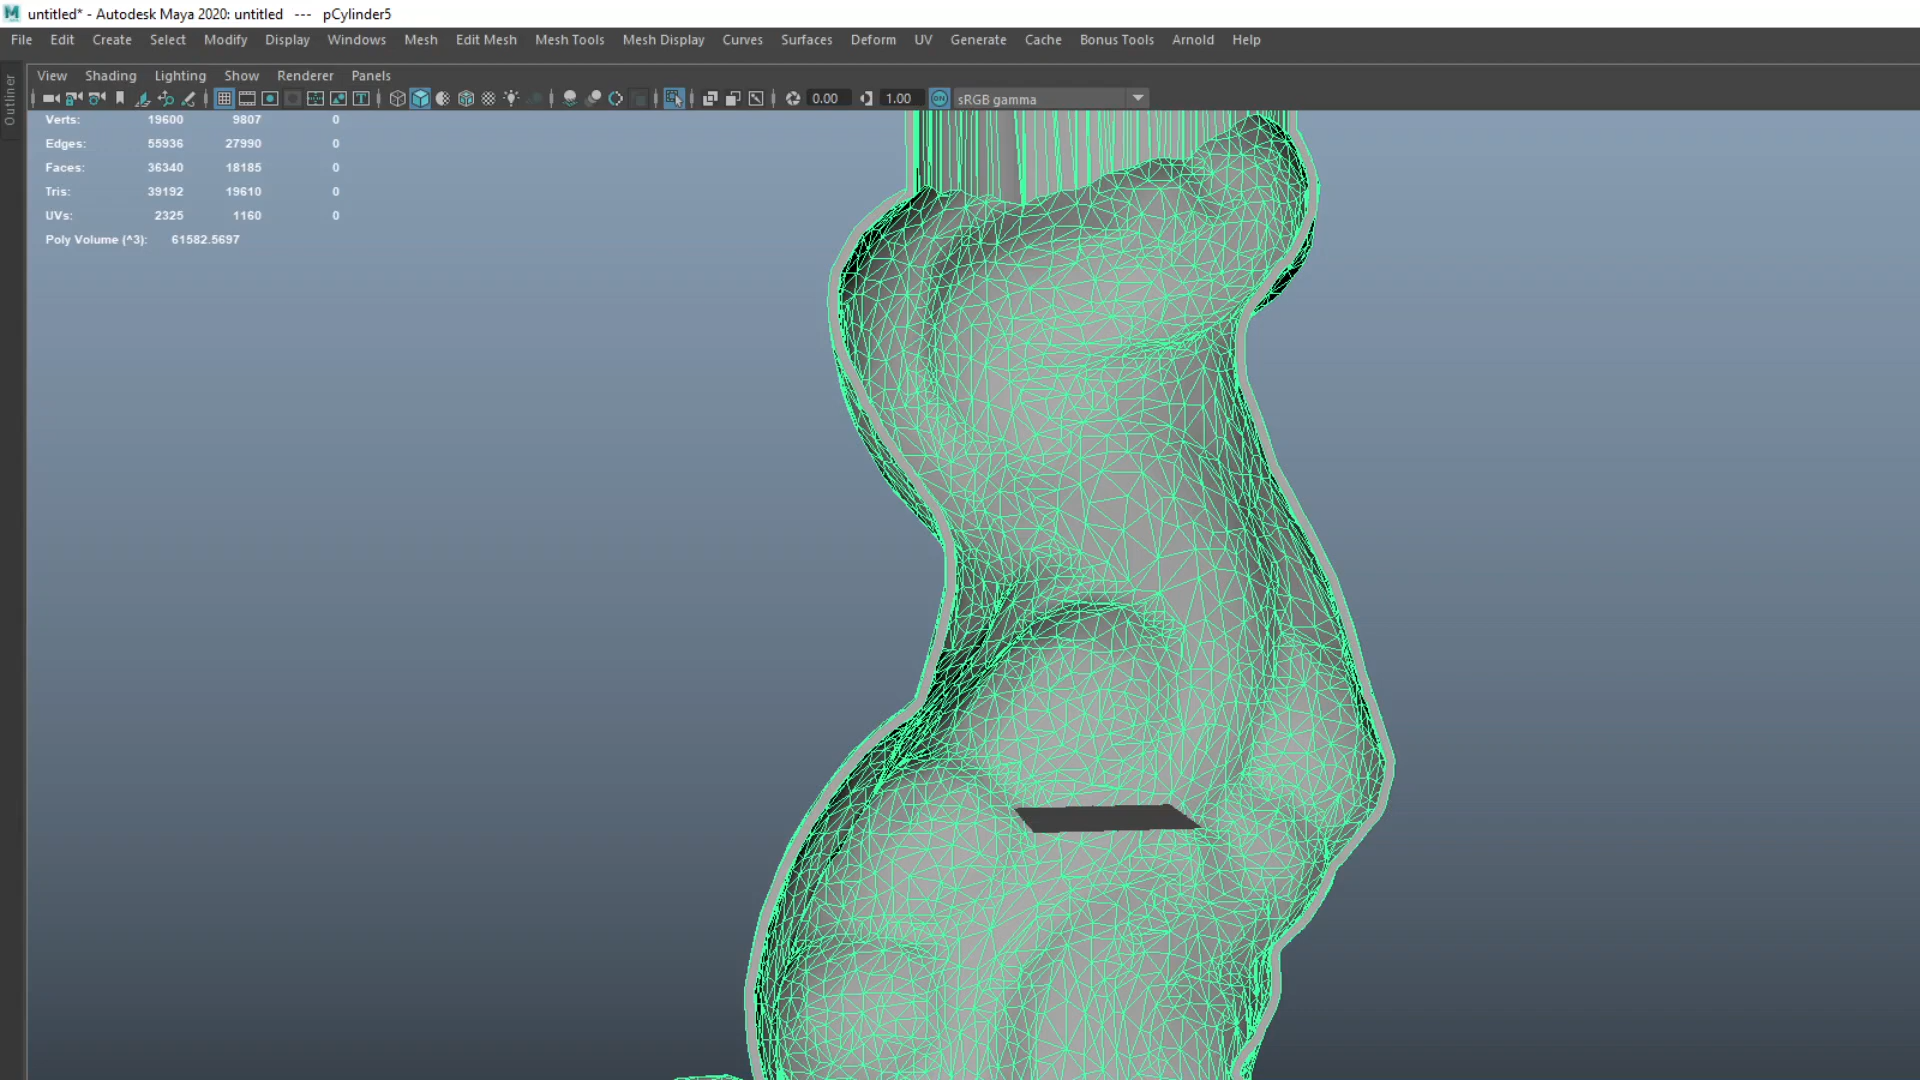 untitled* - Autodesk Maya 2020: untitled --- pCylinder5
File Edit Create Select Modify Display Windows Mesh Edit Mesh Mesh Tools Mesh Display Curves Surfaces Deform UV Generate Cache Bonus Tools Arnold Help
Outliner
View Shading Lighting Show Renderer Panels
0.00 1.00 ON sRGB gamma
Verts: 19600 9807 0
Edges: 55936 27990 0
Faces: 36340 18185 0
Tris: 39192 19610 0
UVs: 2325 1160 0
Poly Volume (^3): 61582.5697